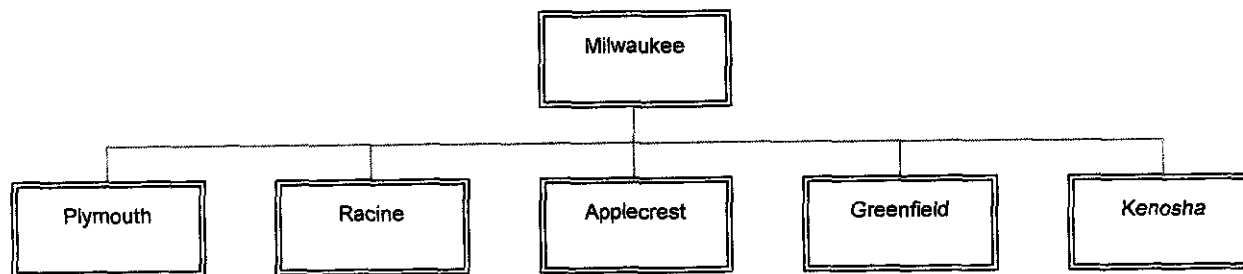 Milwaukee
Plymouth
Racine
Applecrest
Greenfield
Kenosha